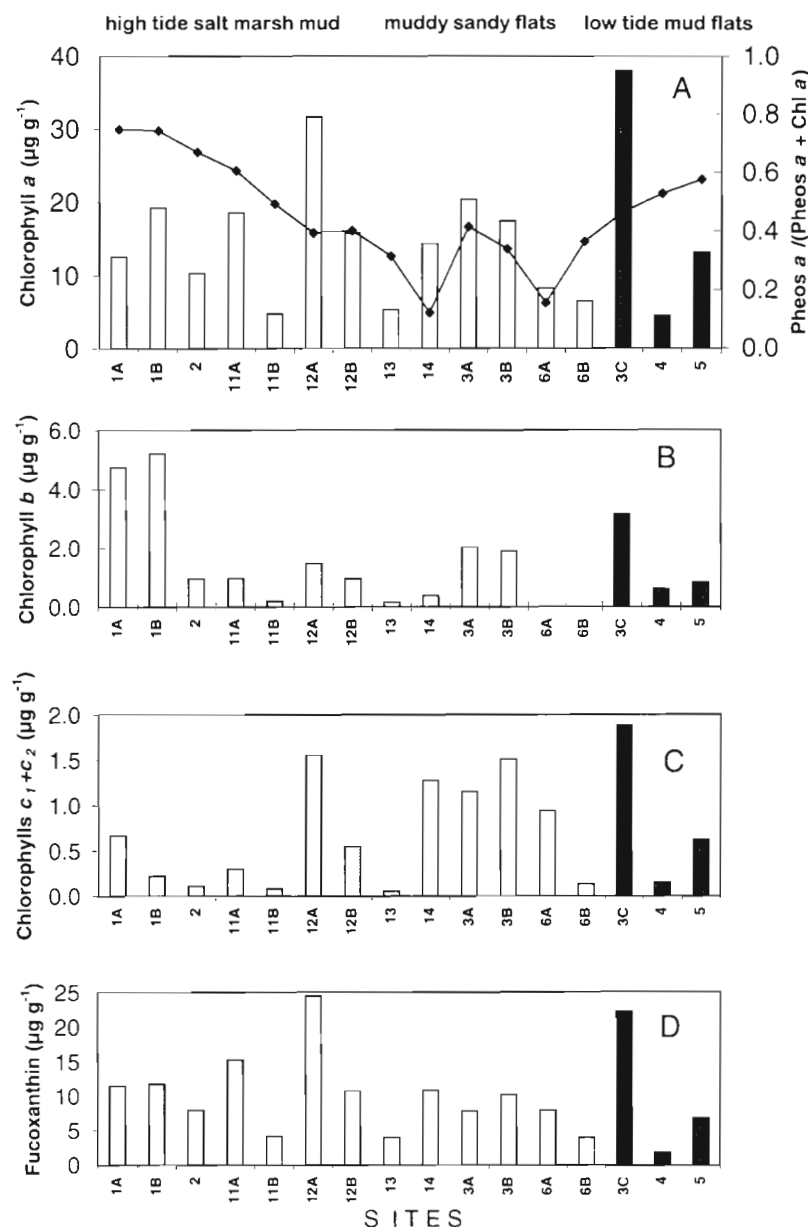 high tide salt marsh mud muddy sandy flats low tide mud flats
40 1.0
A
30 0.8
20 0.6
0.4
10 0.2
0 0.0
Chlorophyll a (µg g⁻¹)
Pheos a /(Pheos a + Chl a)
1A 1B 2 11A 11B 12A 12B 13 14 3A 3B 6A 6B 3C 4 5
6.0
B
4.0
2.0
0.0
Chlorophyll b (µg g⁻¹)
1A 1B 2 11A 11B 12A 12B 13 14 3A 3B 6A 6B 3C 4 5
2.0
C
1.5
1.0
0.5
0.0
Chlorophylls c₁+c₂ (µg g⁻¹)
1A 1B 2 11A 11B 12A 12B 13 14 3A 3B 6A 6B 3C 4 5
25
D
20
15
10
5
0
Fucoxanthin (µg g⁻¹)
1A 1B 2 11A 11B 12A 12B 13 14 3A 3B 6A 6B 3C 4 5
SITES